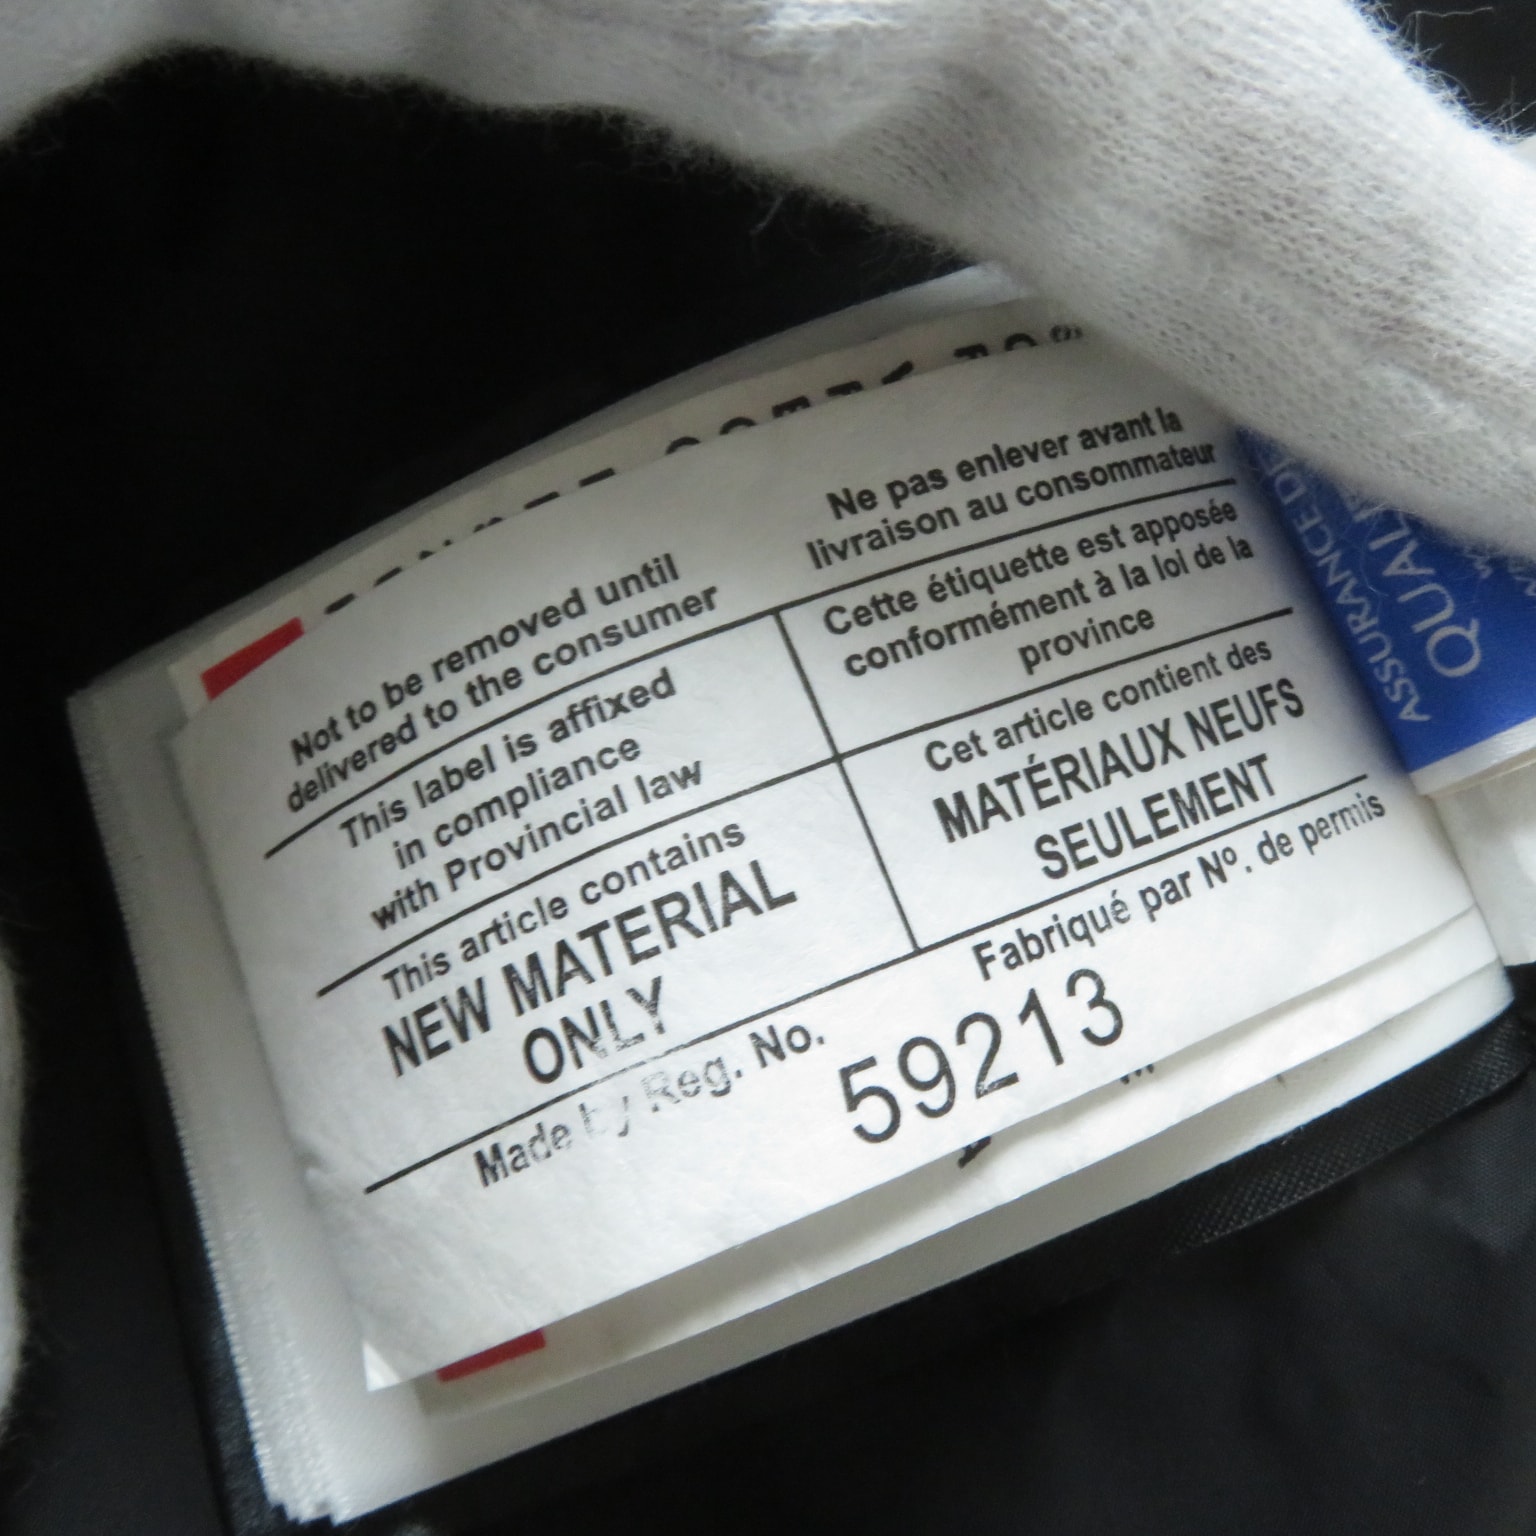 Not to be removed until
delivered to the consumer
Ne pas enlever avant la
livraison au consommateur
This label is affixed
in compliance
with Provincial law
Cette étiquette est apposée
conformément à la loi de la
province
This article contains
NEW MATERIAL
ONLY
Cet article contient des
MATÉRIAUX NEUFS
SEULEMENT
Made by Reg. No.
Fabriqué par Nº. de permis
59213
ASSURANCE